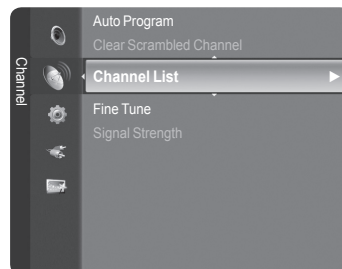 Channel
Auto Program
Clear Scrambled Channel
Channel List
Fine Tune
Signal Strength